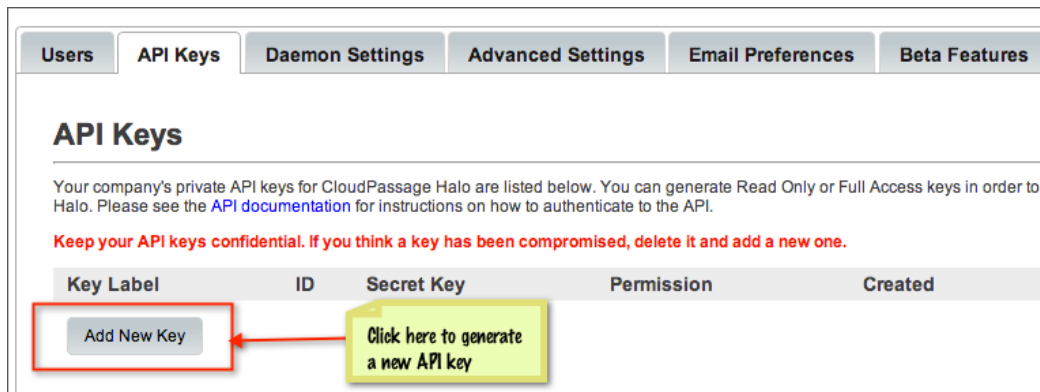 Users API Keys Daemon Settings Advanced Settings Email Preferences Beta Features
API Keys
Your company's private API keys for CloudPassage Halo are listed below. You can generate Read Only or Full Access keys in order to
Halo. Please see the API documentation for instructions on how to authenticate to the API.
Keep your API keys confidential. If you think a key has been compromised, delete it and add a new one.
Key Label ID Secret Key Permission Created
Add New Key
Click here to generate
a new API key